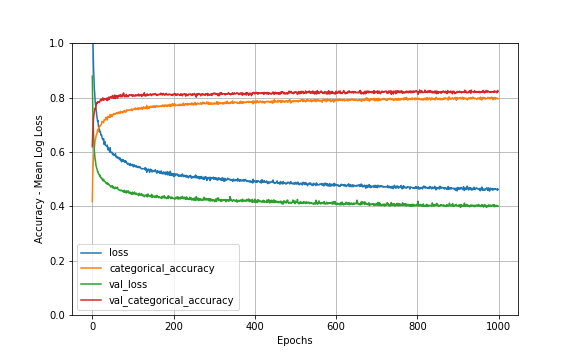 1.0
0.8
0.6
0.4
0.2
0.0
Accuracy - Mean Log Loss
loss
categorical_accuracy
val_loss
val_categorical_accuracy
0 200 400 600 800 1000
Epochs